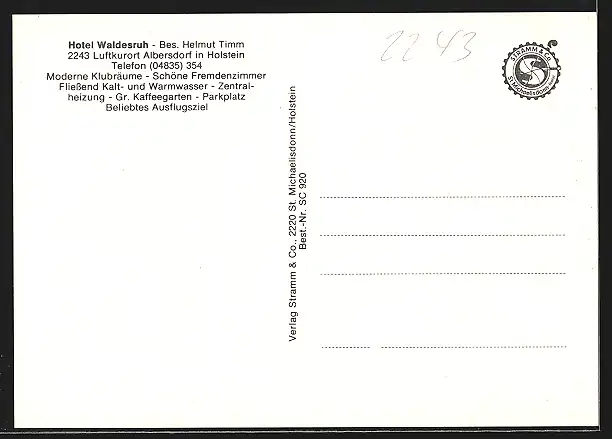 Hotel Waldesruh - Bes. Helmut Timm
2243 Luftkurort Albersdorf in Holstein
Telefon (04835) 354
Moderne Klubräume - Schöne Fremdenzimmer
Fließend Kalt- und Warmwasser - Zentral-
heizung - Gr. Kaffeegarten - Parkplatz
Beliebtes Ausflugsziel
2243
STRAMM & Co.
St. Michaelisdonn
Verlag Stramm & Co., 2220 St. Michaelisdonn/Holstein
Best.-Nr. SC 920